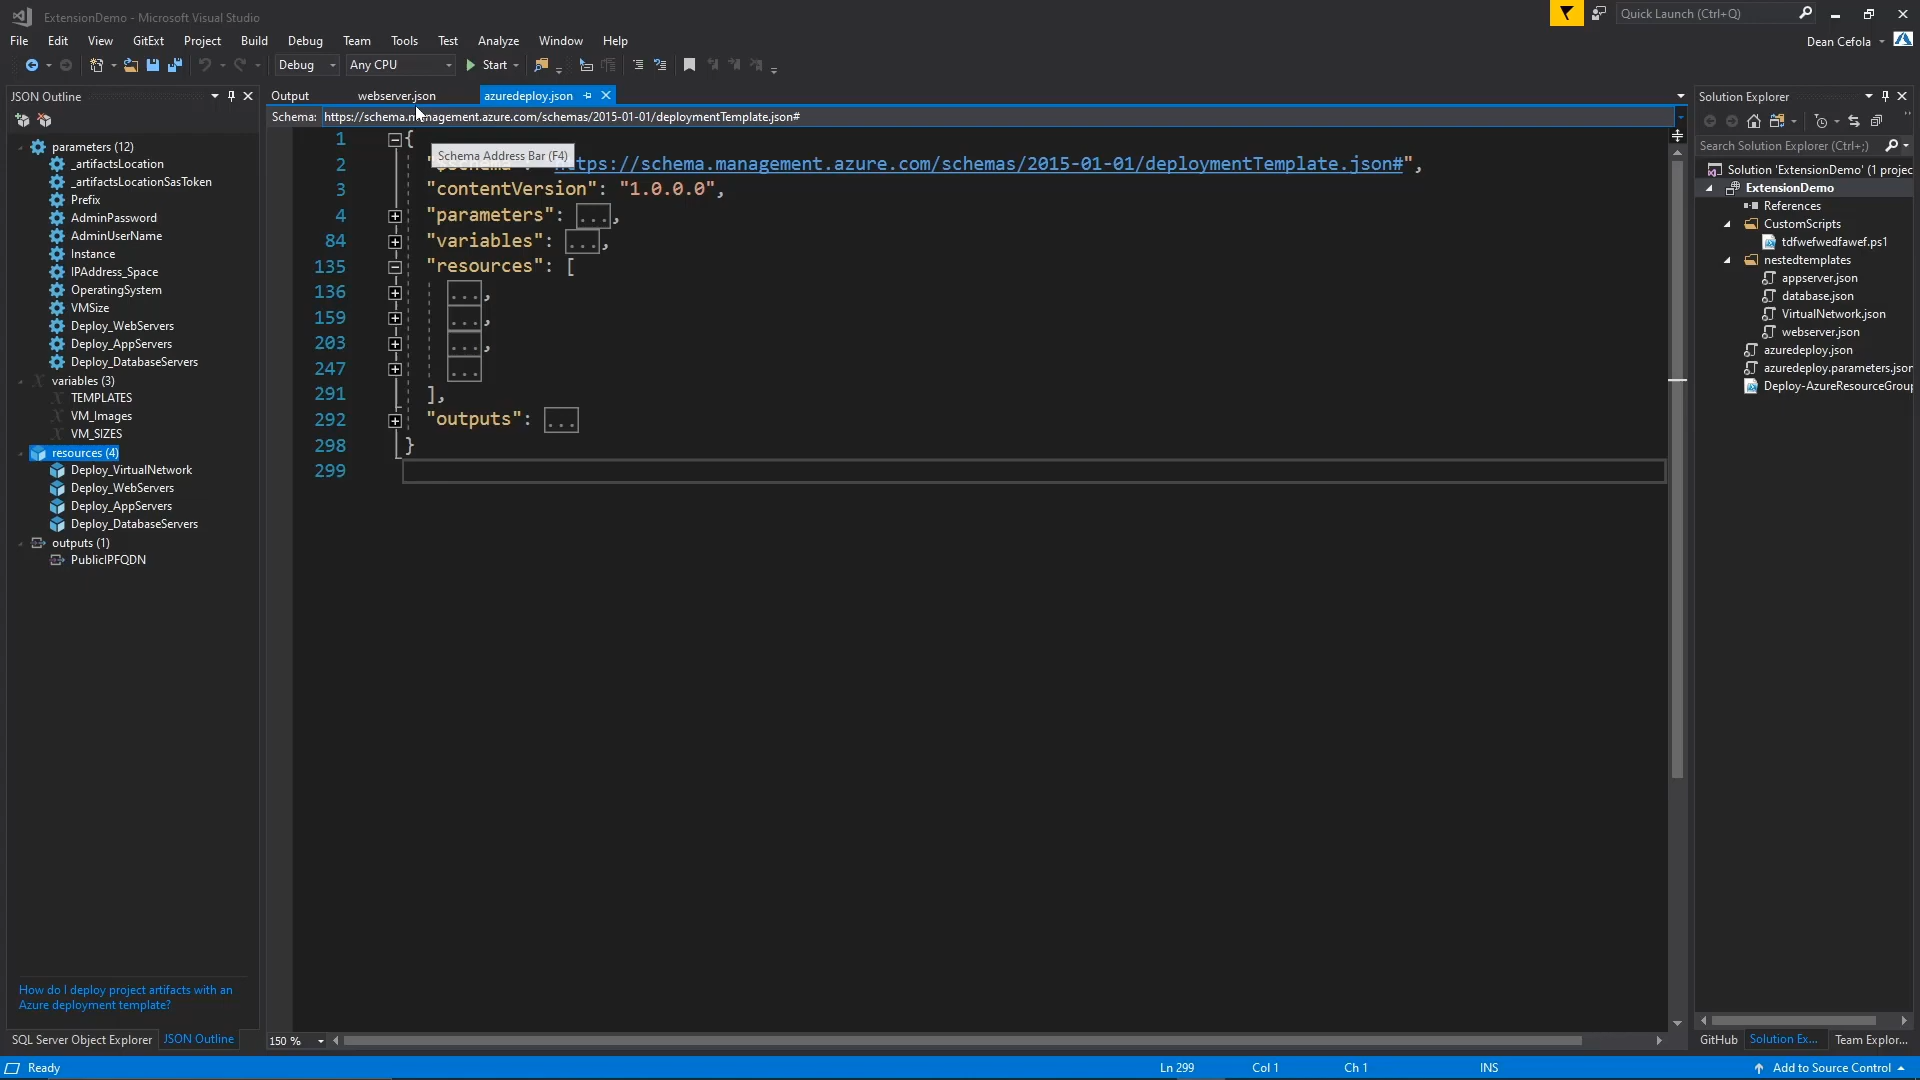 ExtensionDemo - Microsoft Visual Studio
Quick Launch (Ctrl+Q)
File Edit View GitExt Project Build Debug Team Tools Test Analyze Window Help
Dean Cefola
Debug Any CPU Start
JSON Outline
Output webserver.json azuredeploy.json
Schema: https://schema.management.azure.com/schemas/2015-01-01/deploymentTemplate.json#
Schema Address Bar (F4)
parameters (12)
_artifactsLocation
_artifactsLocationSasToken
Prefix
AdminPassword
AdminUserName
Instance
IPAddress_Space
OperatingSystem
VMSize
Deploy_WebServers
Deploy_AppServers
Deploy_DatabaseServers
variables (3)
TEMPLATES
VM_Images
VM_SIZES
resources (4)
Deploy_VirtualNetwork
Deploy_WebServers
Deploy_AppServers
Deploy_DatabaseServers
outputs (1)
PublicIPFQDN
How do I deploy project artifacts with an
Azure deployment template?
SQL Server Object Explorer JSON Outline
1 {
2 "$schema": "https://schema.management.azure.com/schemas/2015-01-01/deploymentTemplate.json#",
3 "contentVersion": "1.0.0.0",
4 "parameters": ...,
84 "variables": ...,
135 "resources": [
136 ...,
159 ...,
203 ...,
247 ...
291 ],
292 "outputs": ...
298 }
299
150 %
Solution Explorer
Search Solution Explorer (Ctrl+;)
Solution 'ExtensionDemo' (1 projec
ExtensionDemo
References
CustomScripts
tdfwefwedfawef.ps1
nestedtemplates
appserver.json
database.json
VirtualNetwork.json
webserver.json
azuredeploy.json
azuredeploy.parameters.json
Deploy-AzureResourceGroup
GitHub Solution Ex... Team Explor...
Ready Ln 299 Col 1 Ch 1 INS Add to Source Control